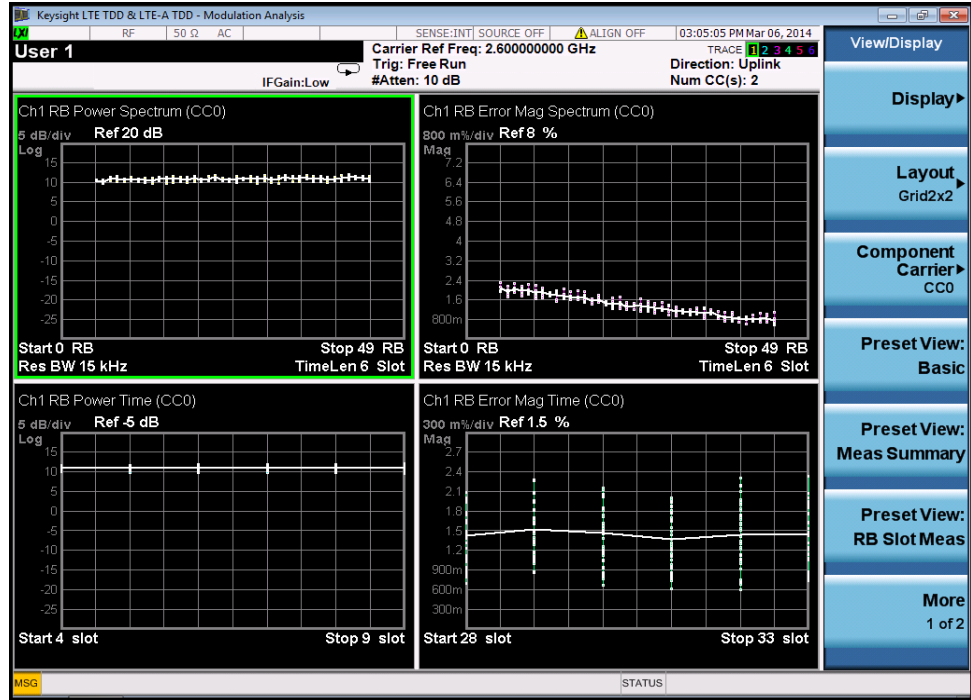 Keysight LTE TDD & LTE-A TDD - Modulation Analysis
LXI RF 50 Ω AC SENSE:INT SOURCE OFF ALIGN OFF 03:05:05 PM Mar 06, 2014
User 1
Carrier Ref Freq: 2.600000000 GHz
TRACE 1 2 3 4 5 6
Trig: Free Run
Direction: Uplink
IFGain:Low
#Atten: 10 dB
Num CC(s): 2
Ch1 RB Power Spectrum (CC0)
5 dB/div Ref 20 dB
Log
15
10
5
0
-5
-10
-15
-20
-25
Start 0 RB Stop 49 RB
Res BW 15 kHz TimeLen 6 Slot
Ch1 RB Error Mag Spectrum (CC0)
800 m%/div Ref 8 %
Mag
7.2
6.4
5.6
4.8
4
3.2
2.4
1.6
800m
Start 0 RB Stop 49 RB
Res BW 15 kHz TimeLen 6 Slot
Ch1 RB Power Time (CC0)
5 dB/div Ref -5 dB
Log
15
10
5
0
-5
-10
-15
-20
-25
Start 4 slot Stop 9 slot
Ch1 RB Error Mag Time (CC0)
300 m%/div Ref 1.5 %
Mag
2.7
2.4
2.1
1.8
1.5
1.2
900m
600m
300m
Start 28 slot Stop 33 slot
View/Display
Display
Layout
Grid2x2
Component
Carrier
CC0
Preset View:
Basic
Preset View:
Meas Summary
Preset View:
RB Slot Meas
More
1 of 2
MSG
STATUS